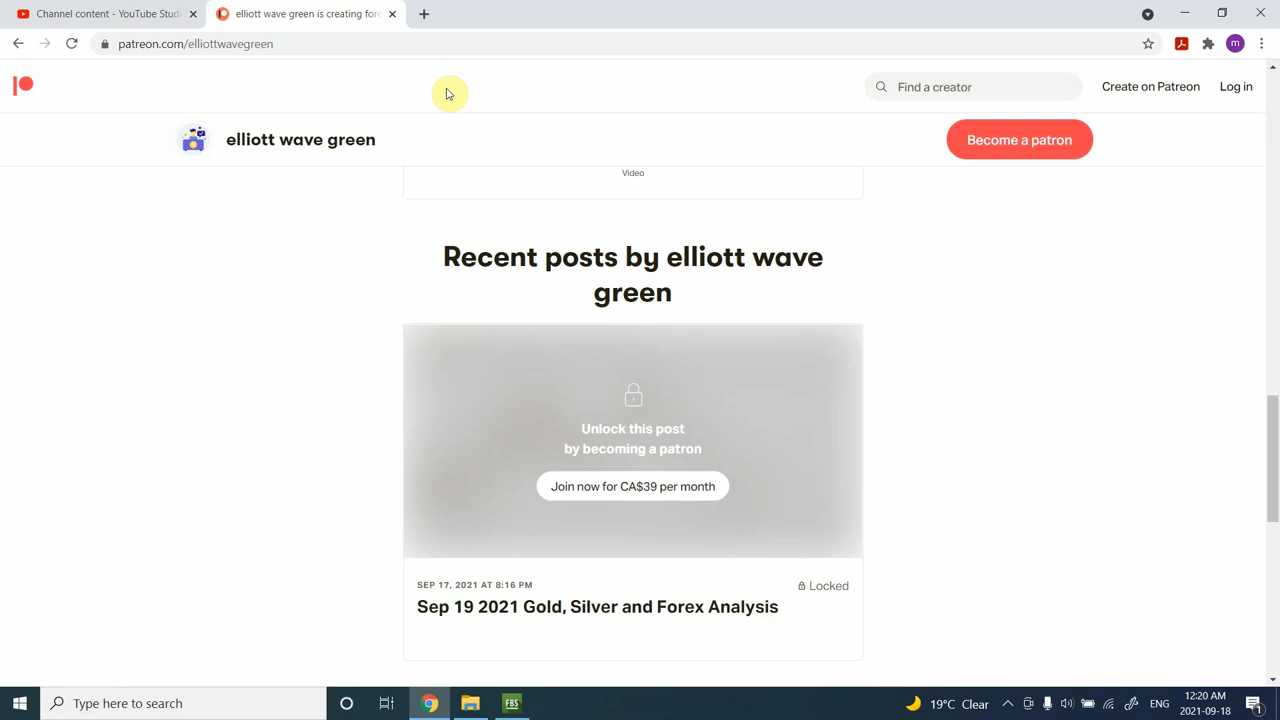 Channel content - YouTube Studi
elliott wave green is creating fore
patreon.com/elliottwavegreen
m
Find a creator
Create on Patreon
Log in
elliott wave green
Become a patron
Video
Recent posts by elliott wave
green
Unlock this post
by becoming a patron
Join now for CA$39 per month
SEP 17, 2021 AT 8:16 PM
Locked
Sep 19 2021 Gold, Silver and Forex Analysis
Type here to search
FBS
19°C Clear
ENG
12:20 AM
2021-09-18
1